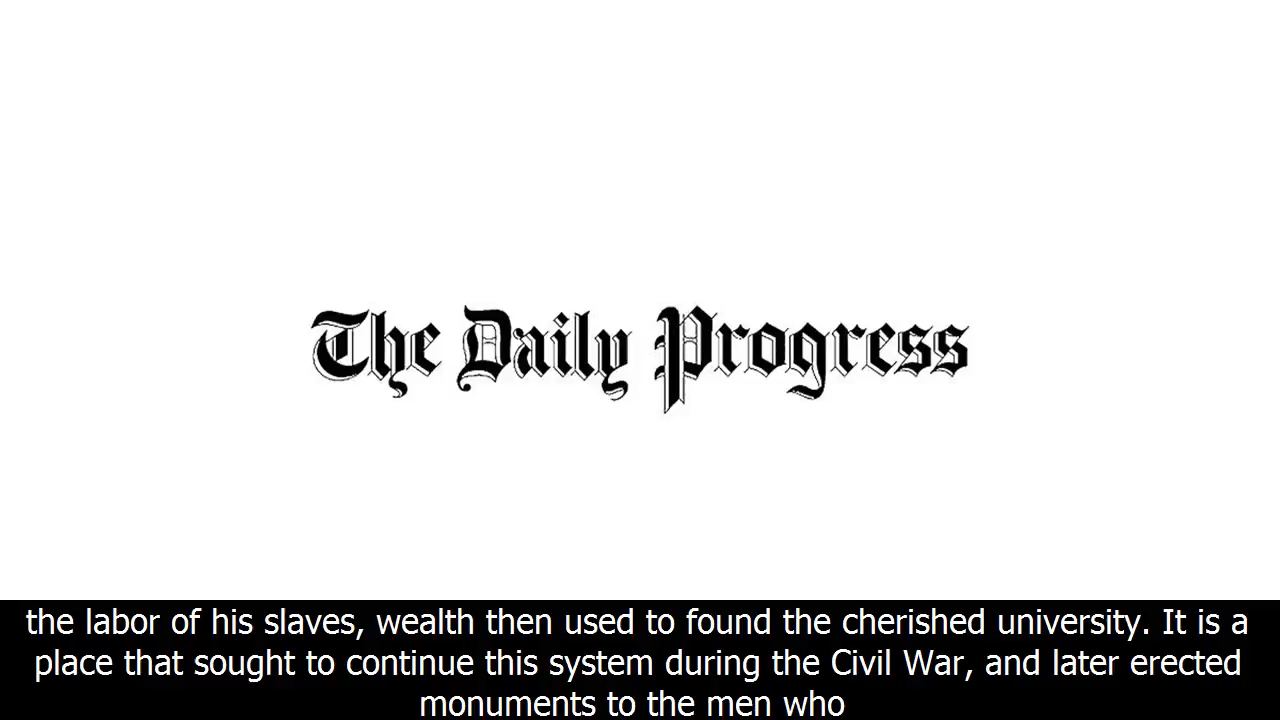 The Daily Progress
the labor of his slaves, wealth then used to found the cherished university. It is a
place that sought to continue this system during the Civil War, and later erected
monuments to the men who